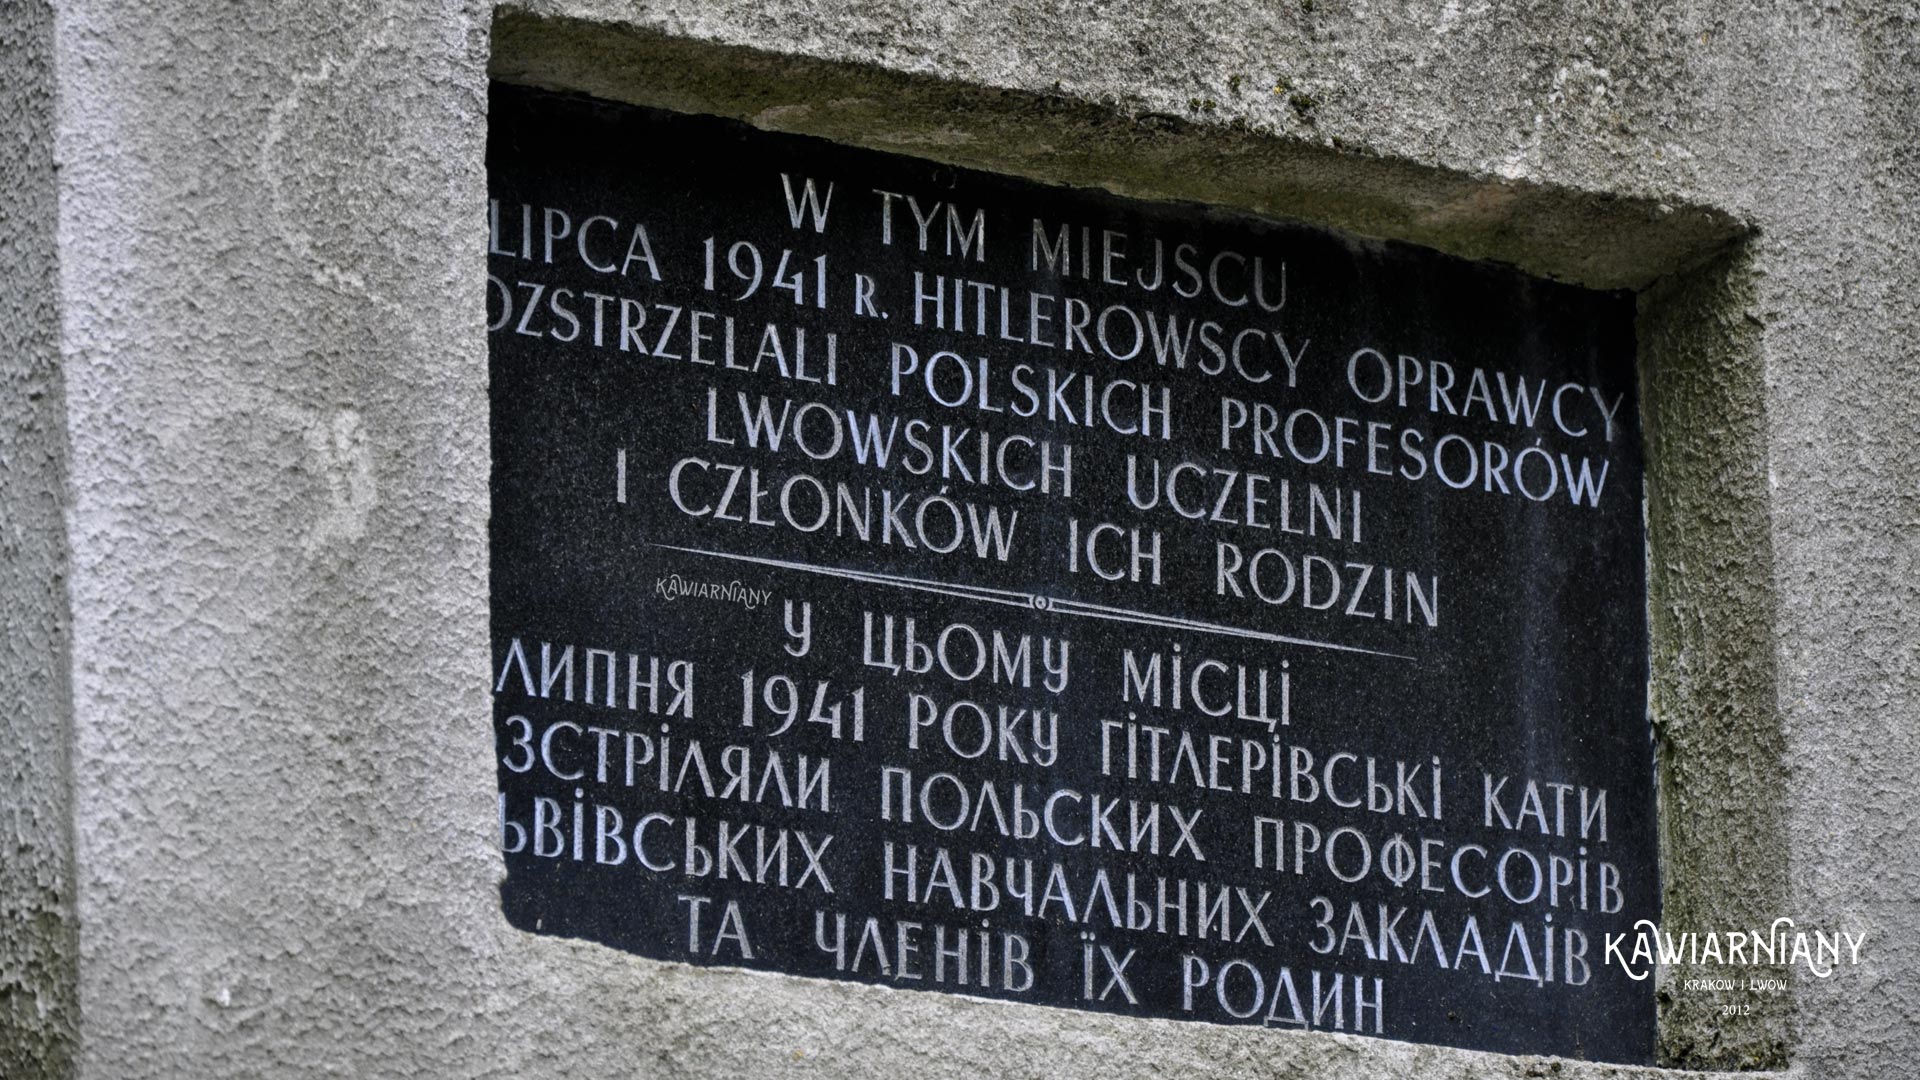 W TYM MIEJSCU
LIPCA 1941 R. HITLEROWSCY OPRAWCY
OZSTRZELALI POLSKICH PROFESORÓW
LWOWSKICH UCZELNI
I CZŁONKÓW ICH RODZIN
KAWIARNIANY
У ЦЬОМУ МІСЦІ
ЛИПНЯ 1941 РОКУ ГІТЛЕРІВСЬКІ КАТИ
ЗСТРІЛЯЛИ ПОЛЬСКИХ ПРОФЕСОРІВ
ЬВІВСЬКИХ НАВЧАЛЬНИХ ЗАКЛАДІВ
ТА ЧЛЕНІВ ЇХ РОДИН
KAWIARNIANY
KRAKOW I LWOW
2012